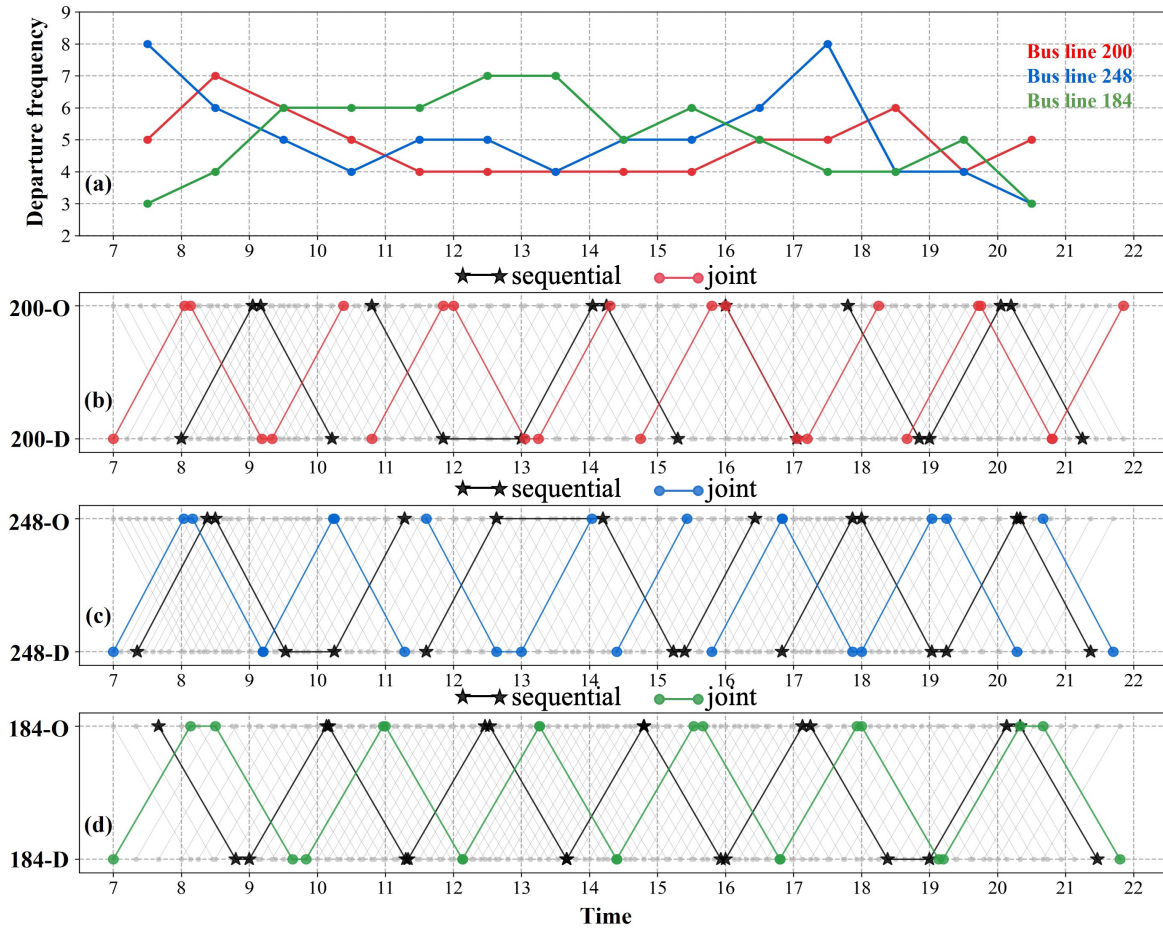 9
8
7
6
5
4
3
2
Departure frequency
(a)
Bus line 200
Bus line 248
Bus line 184
7 8 9 10 11 12 13 14 15 16 17 18 19 20 21 22
sequential joint
200-O
(b)
200-D
7 8 9 10 11 12 13 14 15 16 17 18 19 20 21 22
sequential joint
248-O
(c)
248-D
7 8 9 10 11 12 13 14 15 16 17 18 19 20 21 22
sequential joint
184-O
(d)
184-D
7 8 9 10 11 12 13 14 15 16 17 18 19 20 21 22
Time